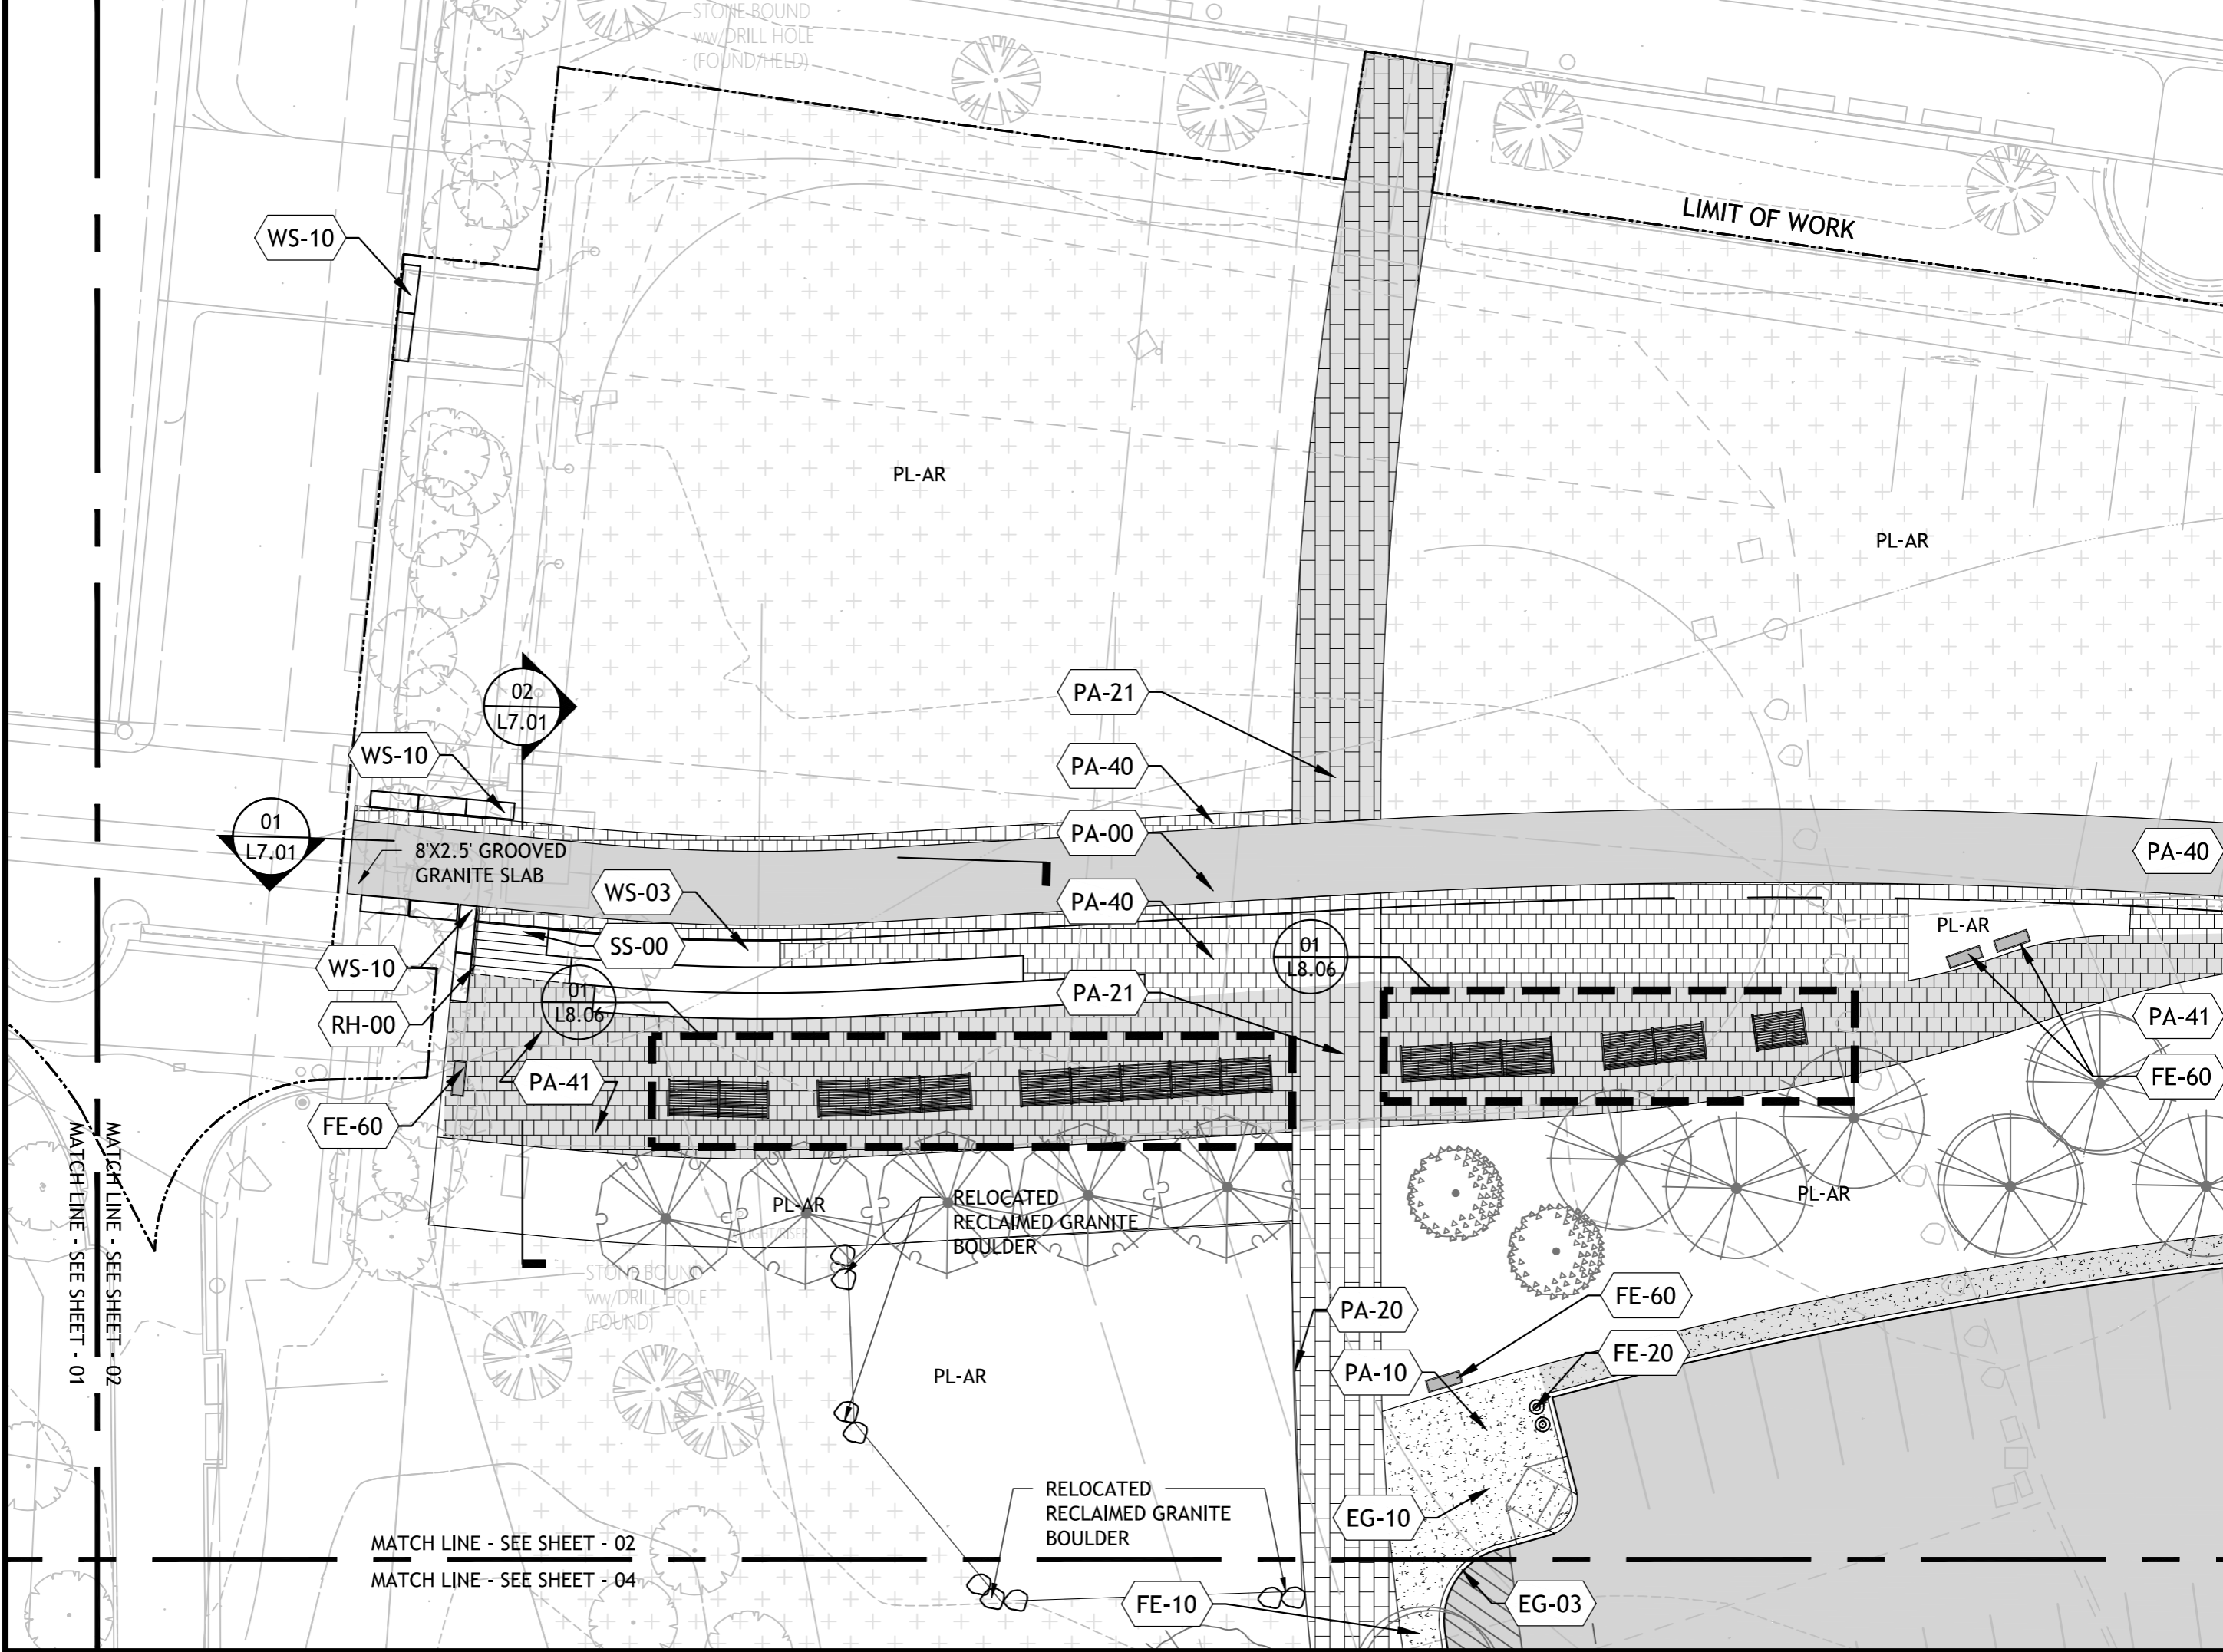 STONE BOUND
ww/DRILL HOLE
(FOUND/HELD)
LIMIT OF WORK
WS-10
PL-AR
PL-AR
02
L7.01
PA-21
WS-10
PA-40
01
L7.01
PA-00
8'X2.5' GROOVED
GRANITE SLAB
PA-40
WS-03
PA-40
PL-AR
SS-00
01
L8.06
WS-10
PA-21
01
L8.06
RH-00
PA-41
PA-41
FE-60
FE-60
PL-AR
RELOCATED
RECLAIMED GRANITE
BOULDER
PL-AR
STONE BOUND
ww/DRILL HOLE
(FOUND)
MATCH LINE - SEE SHEET - 01
MATCH LINE - SEE SHEET - 02
FE-60
PA-20
FE-20
PA-10
PL-AR
RELOCATED
RECLAIMED GRANITE
BOULDER
EG-10
MATCH LINE - SEE SHEET - 02
MATCH LINE - SEE SHEET - 04
FE-10
EG-03